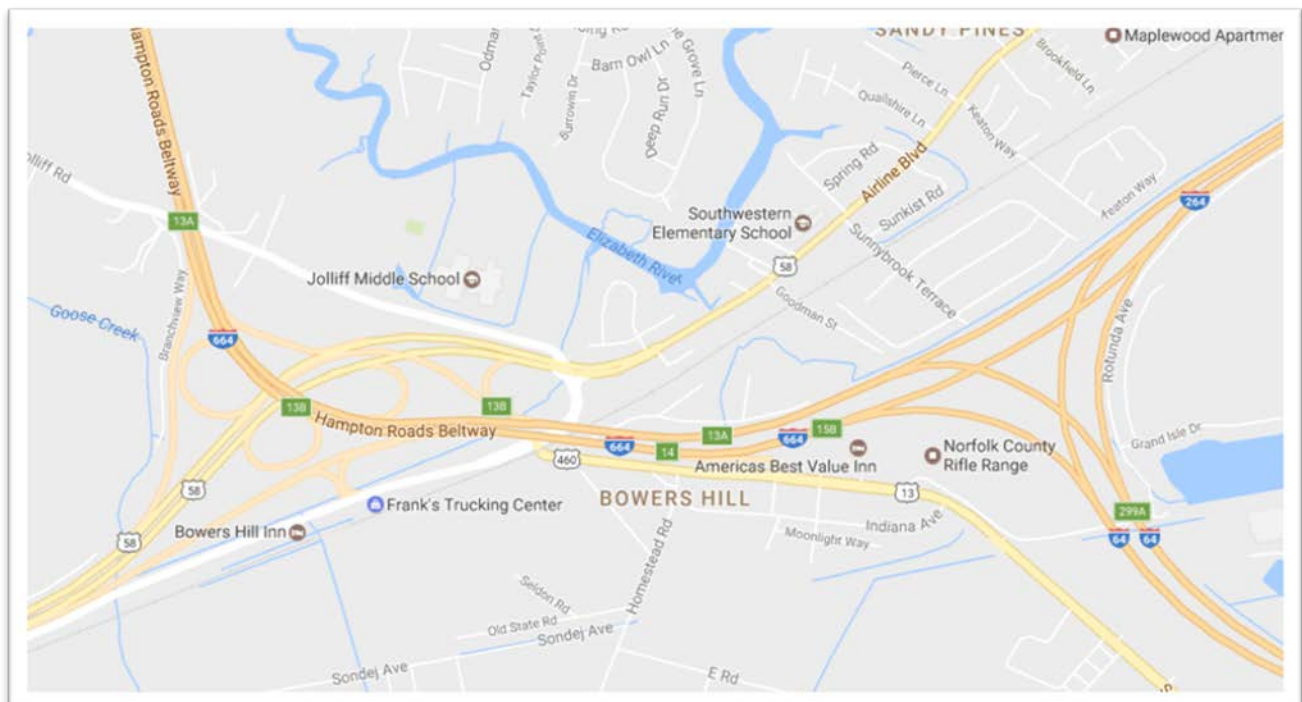 SANDY PINES
Maplewood Apartmen
Hampton Roads Beltway
Odma
Taylor Point
Burrowin Dr
Barn Owl Ln
e Grove Ln
Deep Run Dr
Pierce Ln
Brookfield Ln
Quailshire Ln
Keaton Way
Airline Blvd
Spring Rd
Sunkist Rd
Keaton Way
264
olliff Rd
13A
Southwestern
Elementary School
Elizabeth River
Sunnybrook Terrace
58
Jolliff Middle School
Goodman St
Goose Creek
Branchview Way
664
Rotunda Ave
13B
13B
Hampton Roads Beltway
664
14
13A
664
15B
Grand Isle Dr
460
Americas Best Value Inn
Norfolk County
Rifle Range
58
13
BOWERS HILL
Frank's Trucking Center
Indiana Ave
299A
Bowers Hill Inn
58
Moonlight Way
64
64
Homestead Rd
Seldon Rd
Old State Rd
Sondej Ave
Sondej Ave
E Rd
S